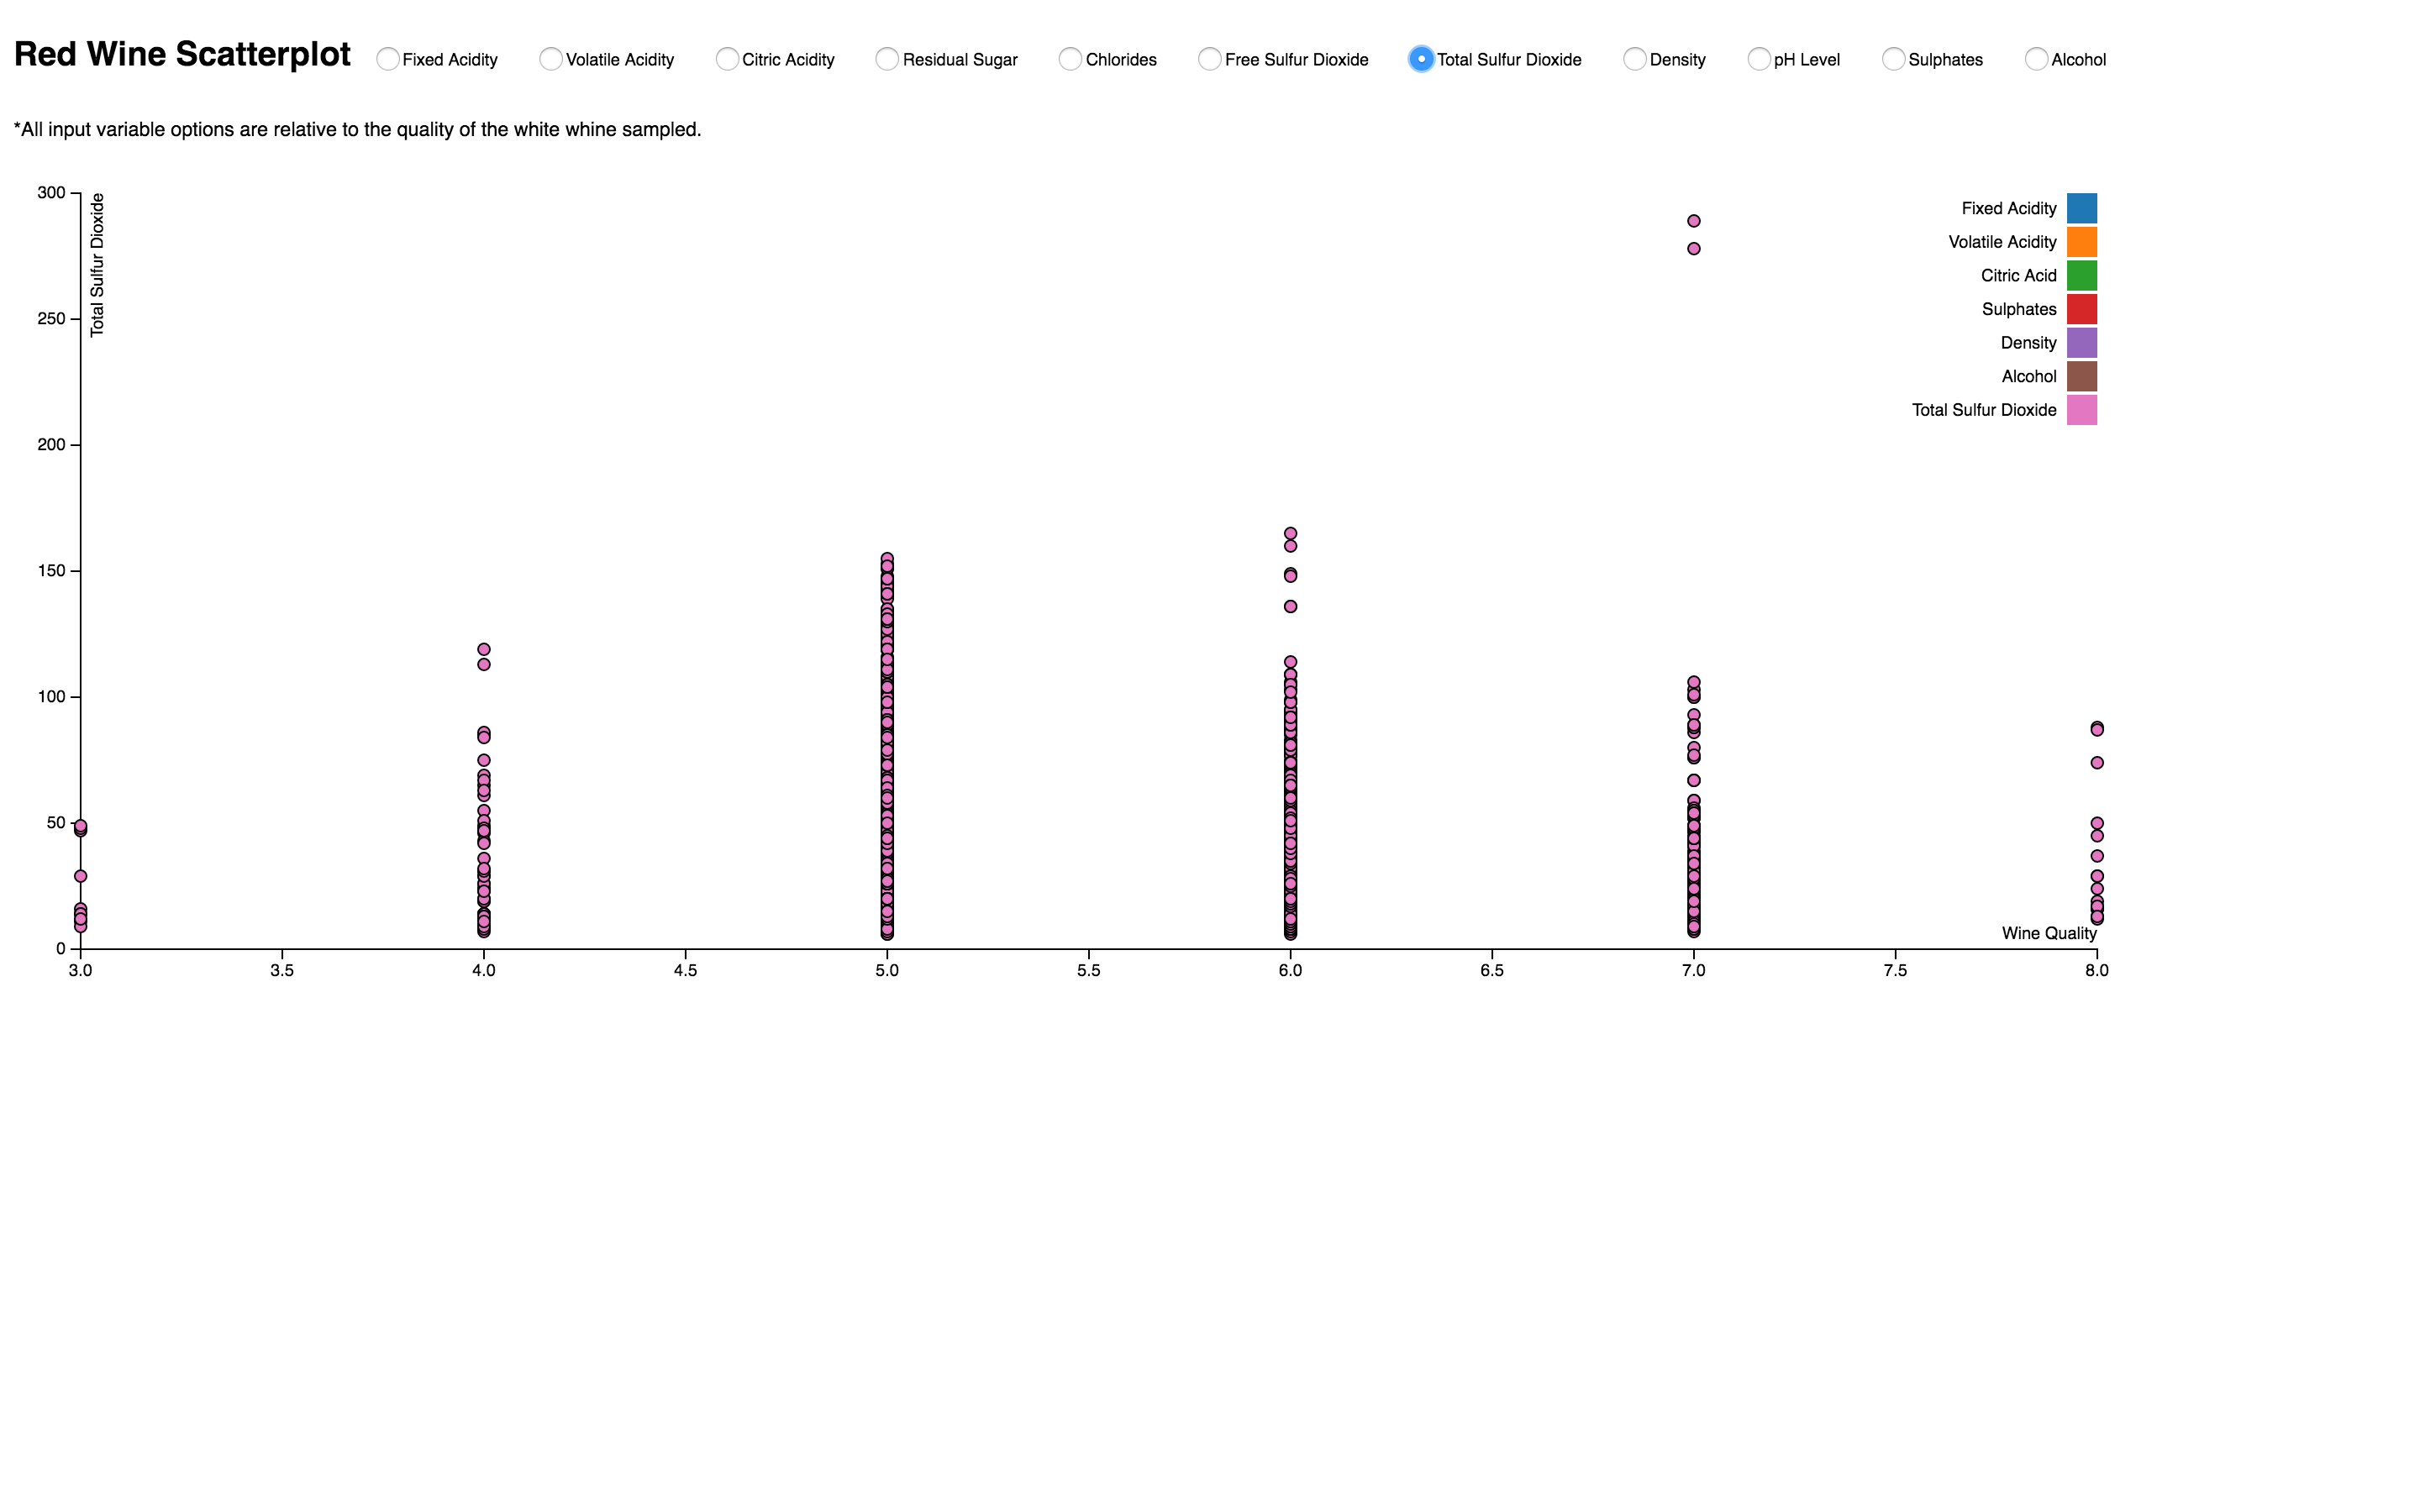 Red Wine Scatterplot Fixed Acidity Volatile Acidity Citric Acidity Residual Sugar Chlorides Free Sulfur Dioxide Total Sulfur Dioxide Density pH Level Sulphates Alcohol
*All input variable options are relative to the quality of the white whine sampled.
300
250
200
150
100
50
0
Total Sulfur Dioxide
Fixed Acidity
Volatile Acidity
Citric Acid
Sulphates
Density
Alcohol
Total Sulfur Dioxide
Wine Quality
3.0 3.5 4.0 4.5 5.0 5.5 6.0 6.5 7.0 7.5 8.0